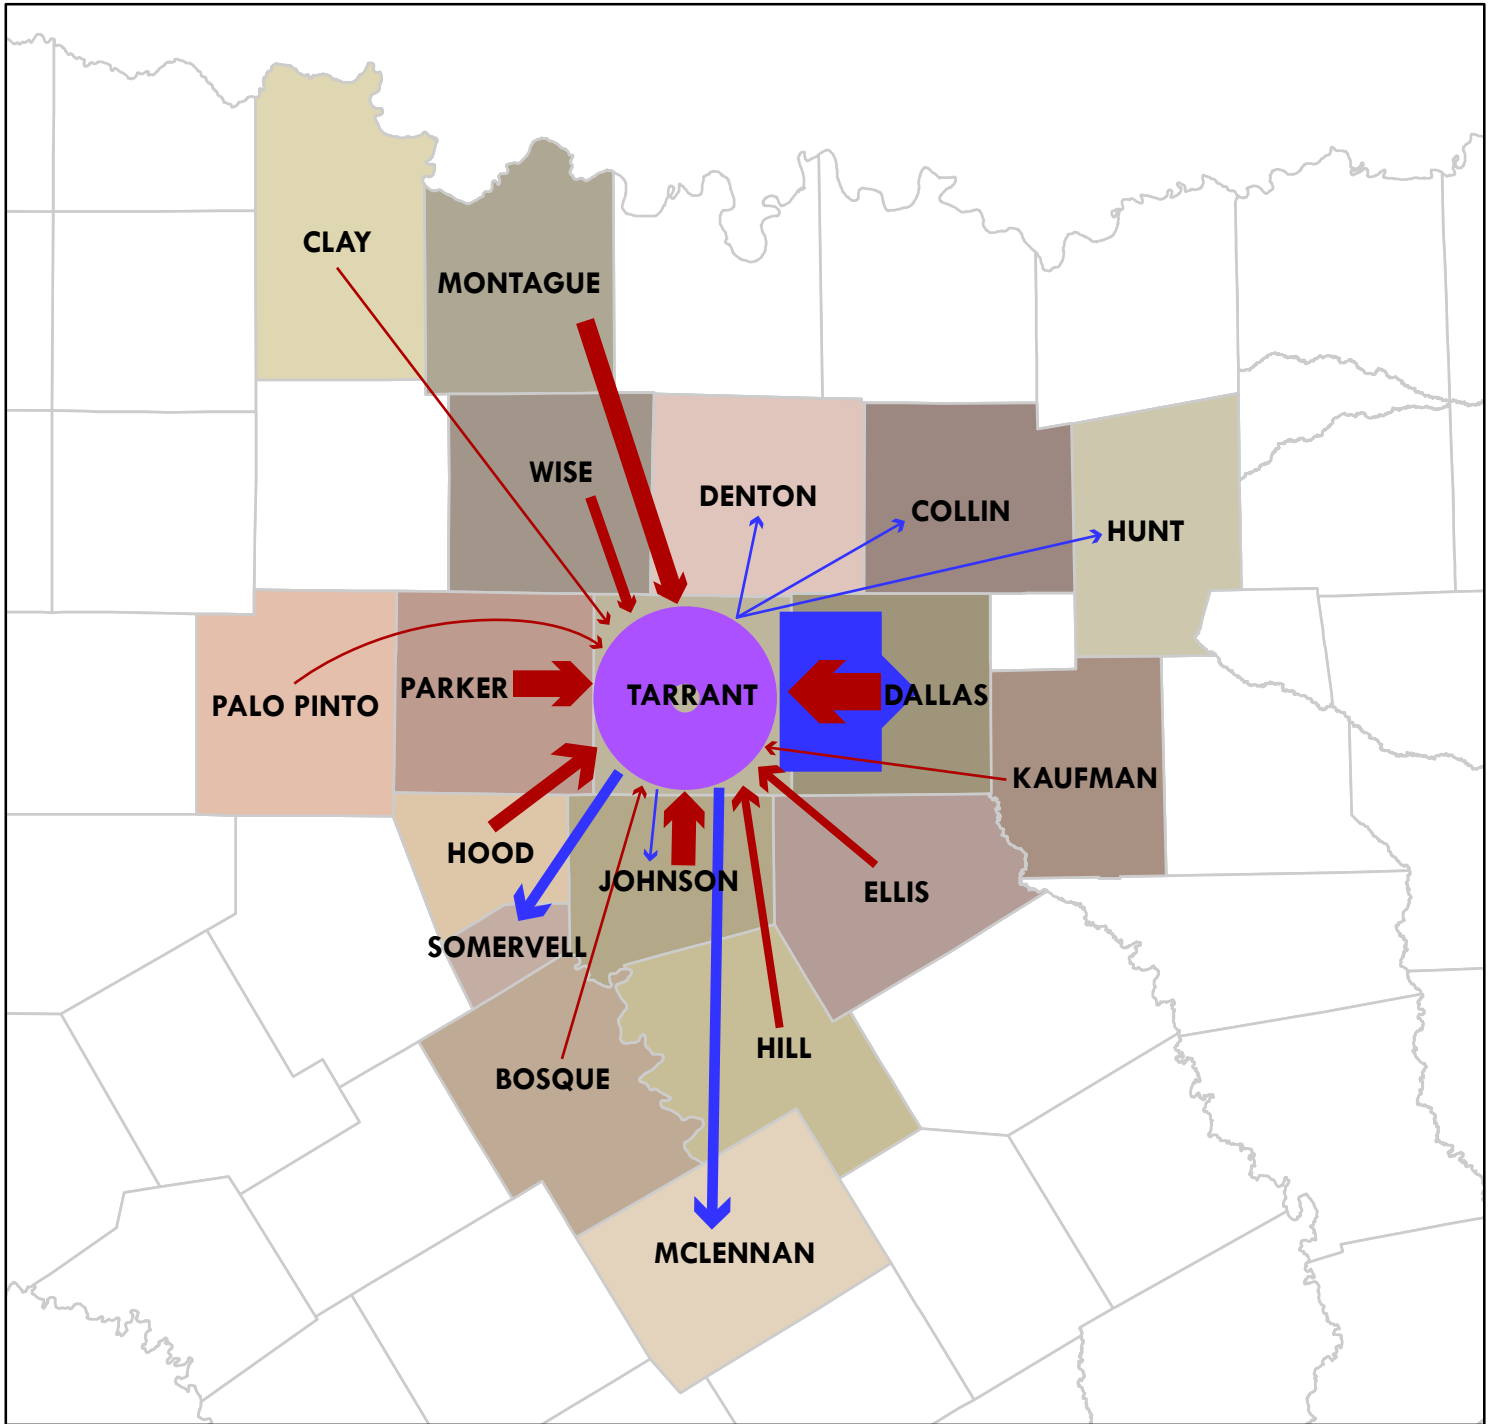 CLAY
MONTAGUE
WISE
DENTON
COLLIN
HUNT
PALO PINTO
PARKER
TARRANT
DALLAS
KAUFMAN
HOOD
JOHNSON
ELLIS
SOMERVELL
HILL
BOSQUE
MCLENNAN